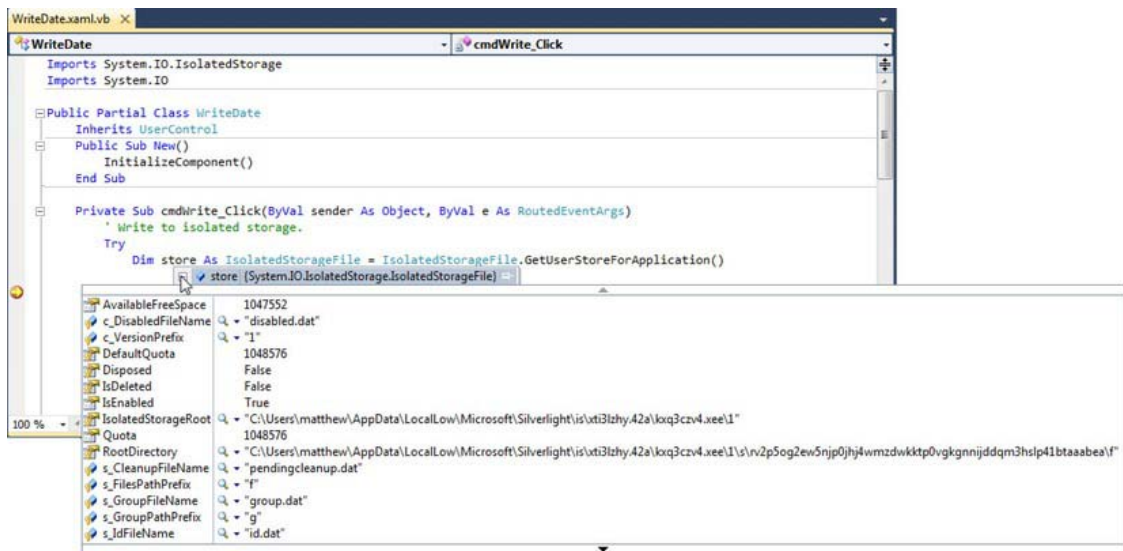 WriteDate.xaml.vb
WriteDate cmdWrite_Click
Imports System.IO.IsolatedStorage
Imports System.IO
Public Partial Class WriteDate
Inherits UserControl
Public Sub New()
InitializeComponent()
End Sub
Private Sub cmdWrite_Click(ByVal sender As Object, ByVal e As RoutedEventArgs)
' Write to isolated storage.
Try
Dim store As IsolatedStorageFile = IsolatedStorageFile.GetUserStoreForApplication()
store {System.IO.IsolatedStorage.IsolatedStorageFile}
AvailableFreeSpace 1047552
c_DisabledFileName "disabled.dat"
c_VersionPrefix "1"
DefaultQuota 1048576
Disposed False
IsDeleted False
IsEnabled True
100 % IsolatedStorageRoot "C:\Users\matthew\AppData\LocalLow\Microsoft\Silverlight\is\xti3lzhy.42a\kxq3czv4.xee\1"
Quota 1048576
RootDirectory "C:\Users\matthew\AppData\LocalLow\Microsoft\Silverlight\is\xti3lzhy.42a\kxq3czv4.xee\1\s\rv2p5og2ew5njp0jhj4wmzdwkktp0vgkgnnijddqm3hslp41btaaabea\f"
s_CleanupFileName "pendingcleanup.dat"
s_FilesPathPrefix "f"
s_GroupFileName "group.dat"
s_GroupPathPrefix "g"
s_IdFileName "id.dat"